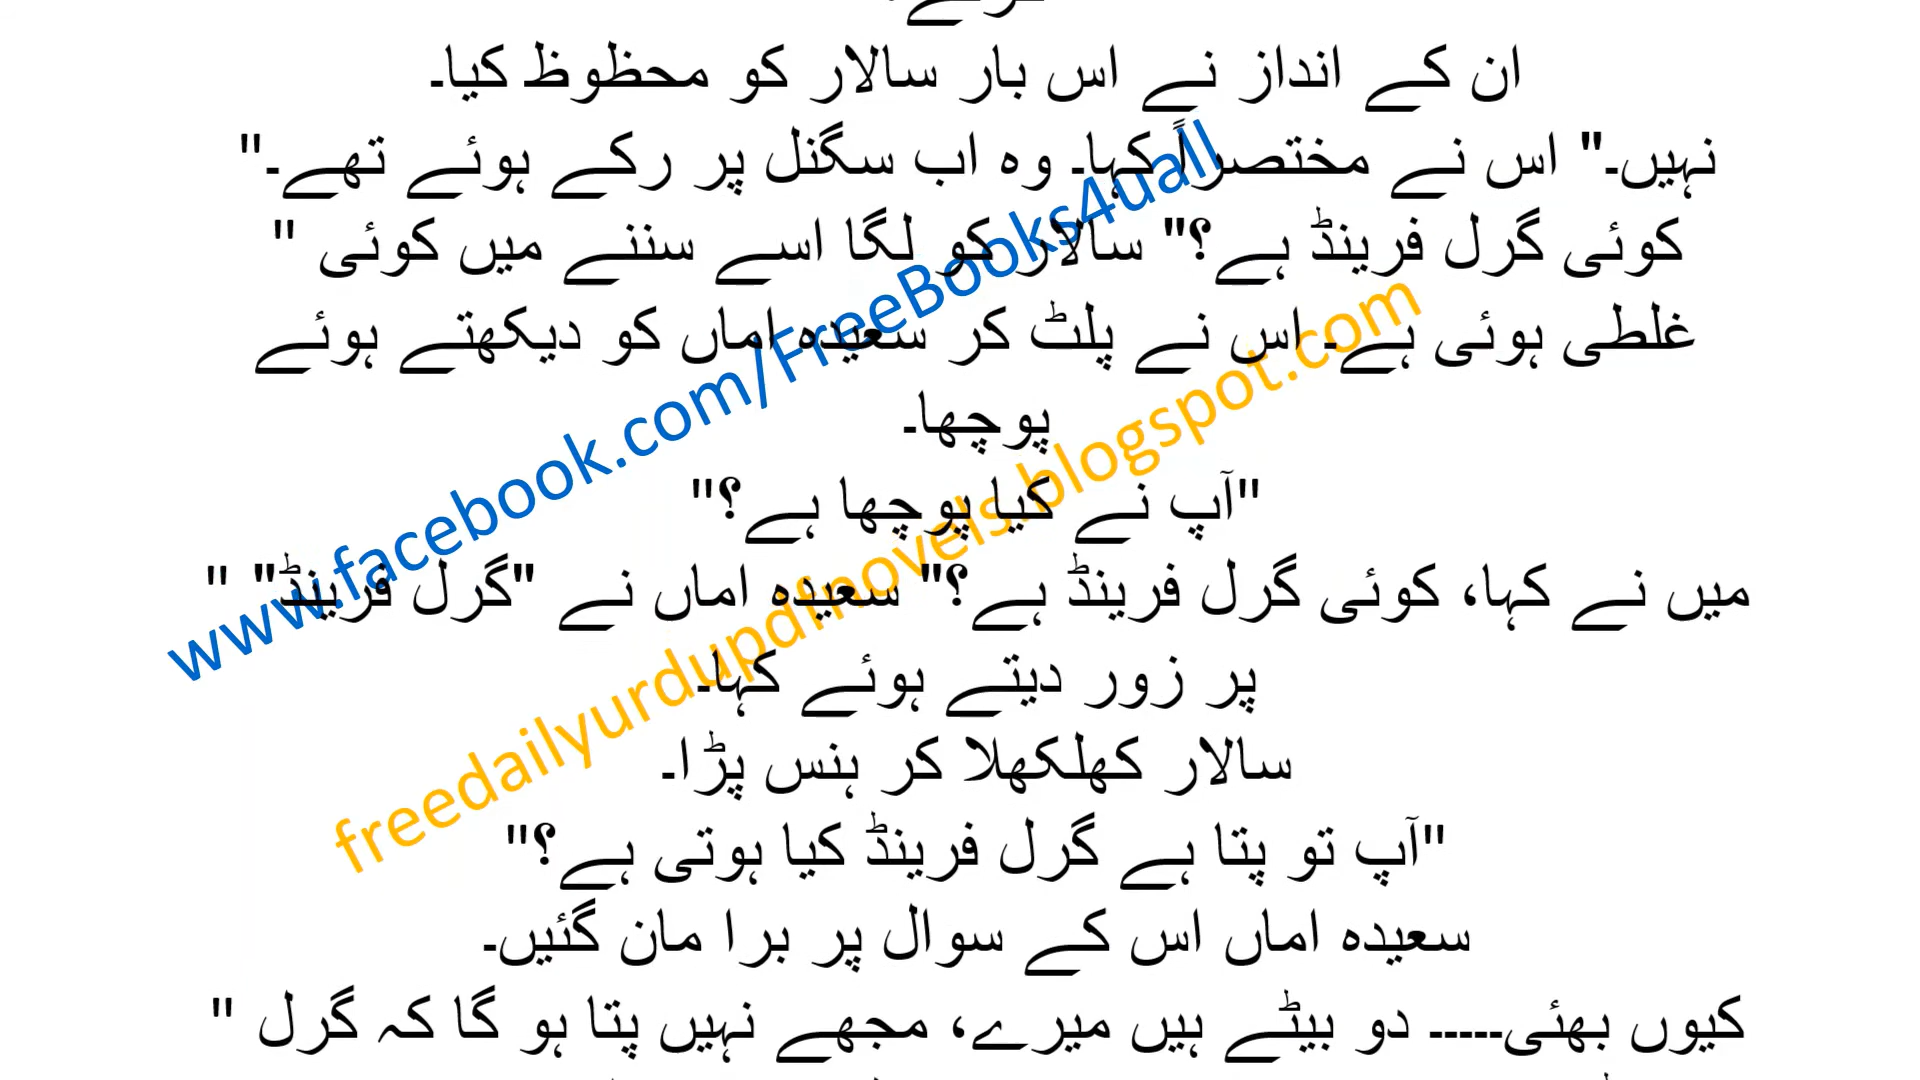 ان کے انداز نے اس بار سالار کو محظوظ کیا۔
نہیں۔" اس نے مختصراً کہا۔ وہ اب سگنل پر رکے ہوئے تھے۔"
کوئی گرل فرینڈ ہے؟" سالار کو لگا اسے سننے میں کوئی "
غلطی ہوئی ہے۔ اس نے پلٹ کر سعیدہ اماں کو دیکھتے ہوئے
پوچھا۔
"آپ نے کیا پوچھا ہے؟"
میں نے کہا، کوئی گرل فرینڈ ہے؟" سعیدہ اماں نے "گرل فرینڈ" "
پر زور دیتے ہوئے کہا۔
سالار کھلکھلا کر ہنس پڑا۔
"آپ تو پتا ہے گرل فرینڈ کیا ہوتی ہے؟"
سعیدہ اماں اس کے سوال پر برا مان گئیں۔
کیوں بھئی۔۔۔۔۔ دو بیٹے ہیں میرے، مجھے نہیں پتا ہو گا کہ گرل "
www.facebook.com/FreeBooks4uall
freedailyurdupdfnovels.blogspot.com